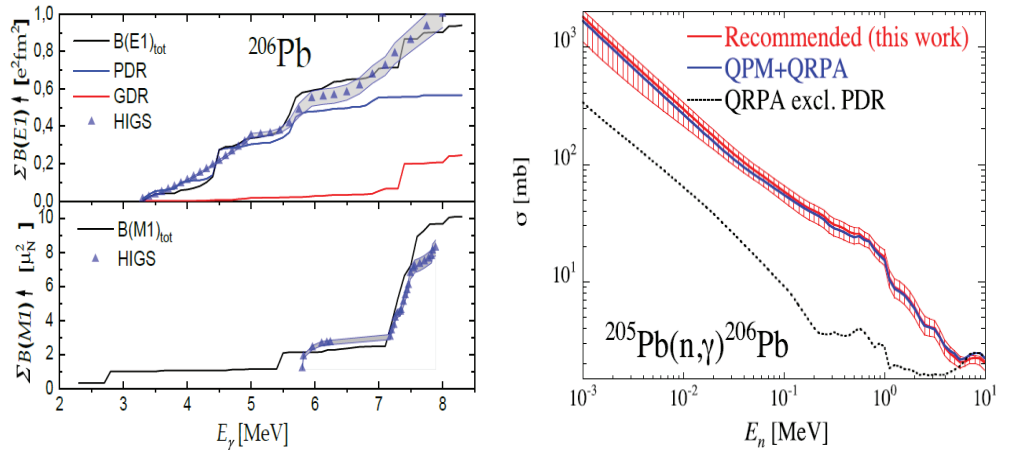 1,0
0,8
0,6
0,4
0,2
0,0
ΣB(E1)↑ [e²fm²]
B(E1)tot
PDR
GDR
HIGS
²⁰⁶Pb
10
8
6
4
2
0
ΣB(M1)↑ [μ²N]
B(M1)tot
HIGS
2 3 4 5 6 7 8
Eγ [MeV]
10³
10²
10¹
σ [mb]
Recommended (this work)
QPM+QRPA
QRPA excl. PDR
²⁰⁵Pb(n,γ)²⁰⁶Pb
10⁻³ 10⁻² 10⁻¹ 10⁰ 10¹
Eₙ [MeV]